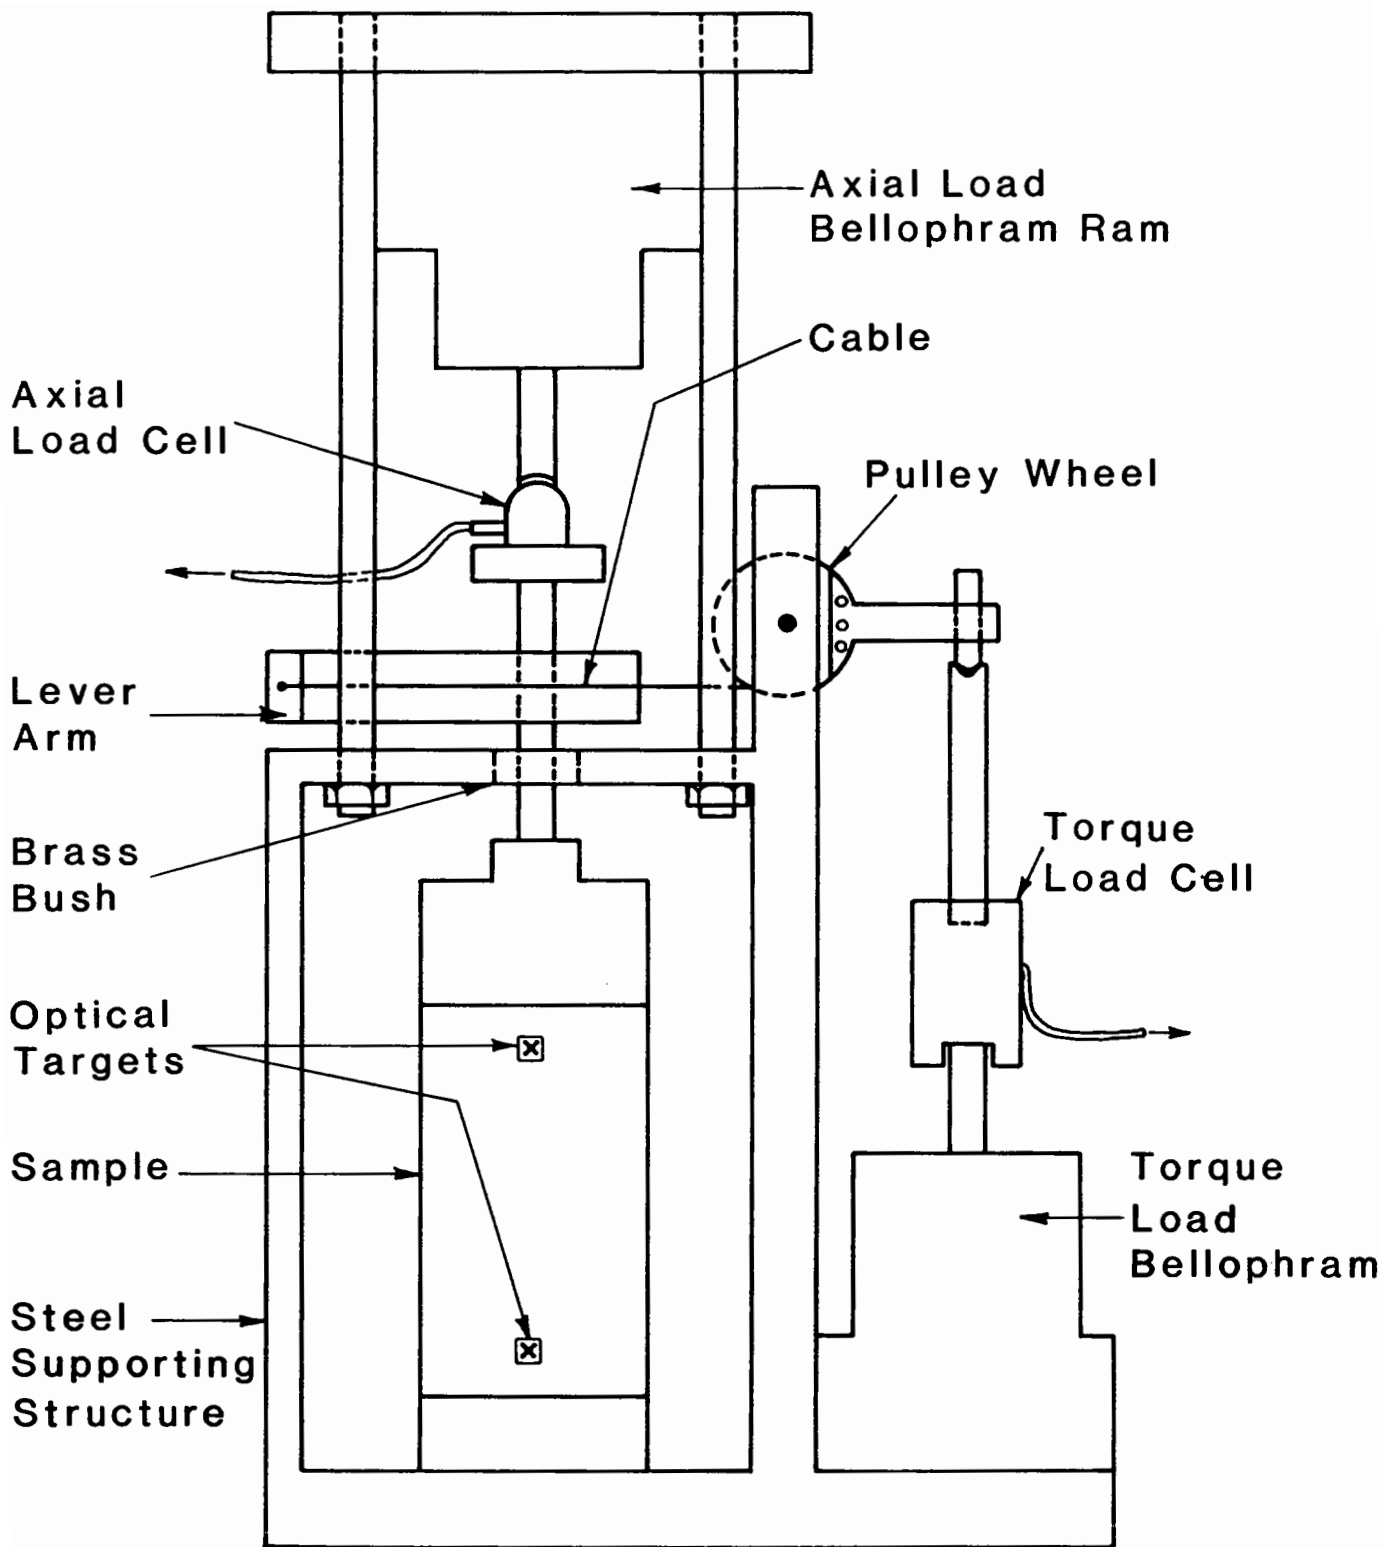 Axial Load
Bellophram Ram
Cable
Axial
Load Cell
Pulley Wheel
Lever
Arm
Torque
Load Cell
Brass
Bush
Optical
Targets
Sample
Torque
Load
Bellophram
Steel
Supporting
Structure